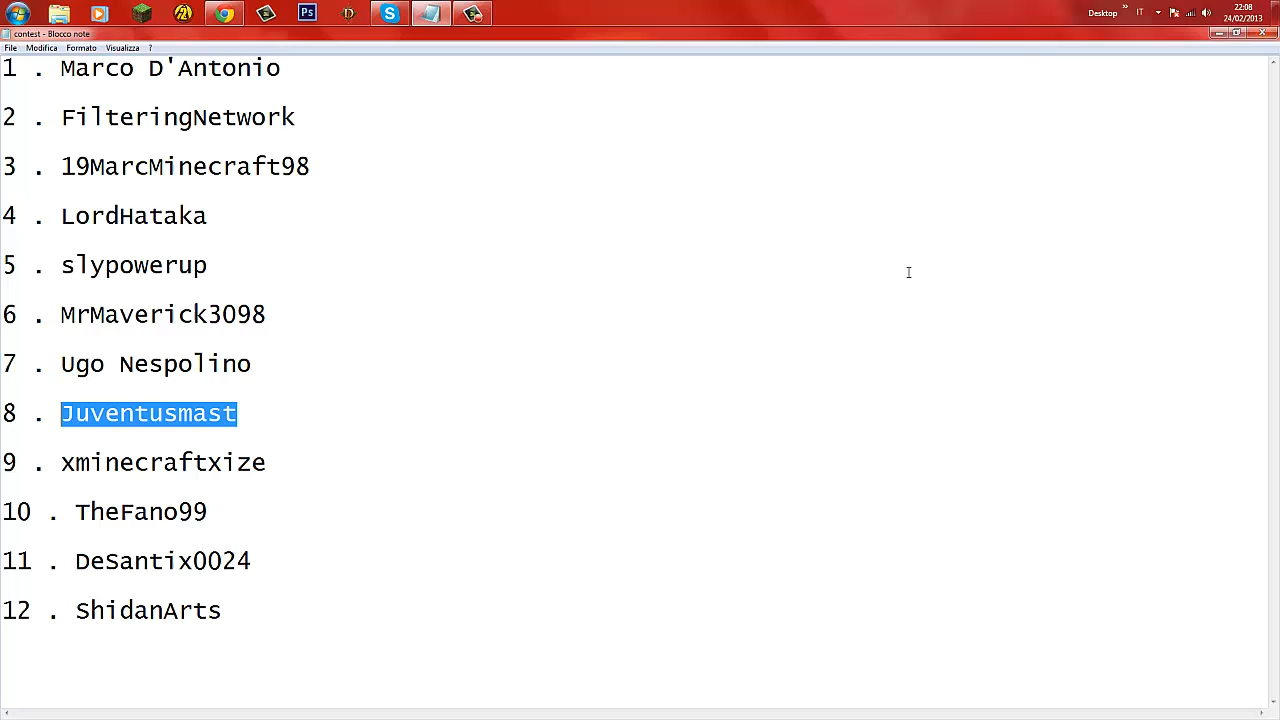 Ps
Desktop
»
IT
22:08
24/02/2013
contest - Blocco note
File Modifica Formato Visualizza ?
1 . Marco D'Antonio
2 . FilteringNetwork
3 . 19MarcMinecraft98
4 . LordHataka
5 . slypowerup
6 . MrMaverick3098
7 . Ugo Nespolino
8 . Juventusmast
9 . xminecraftxize
10 . TheFano99
11 . DeSantix0024
12 . ShidanArts